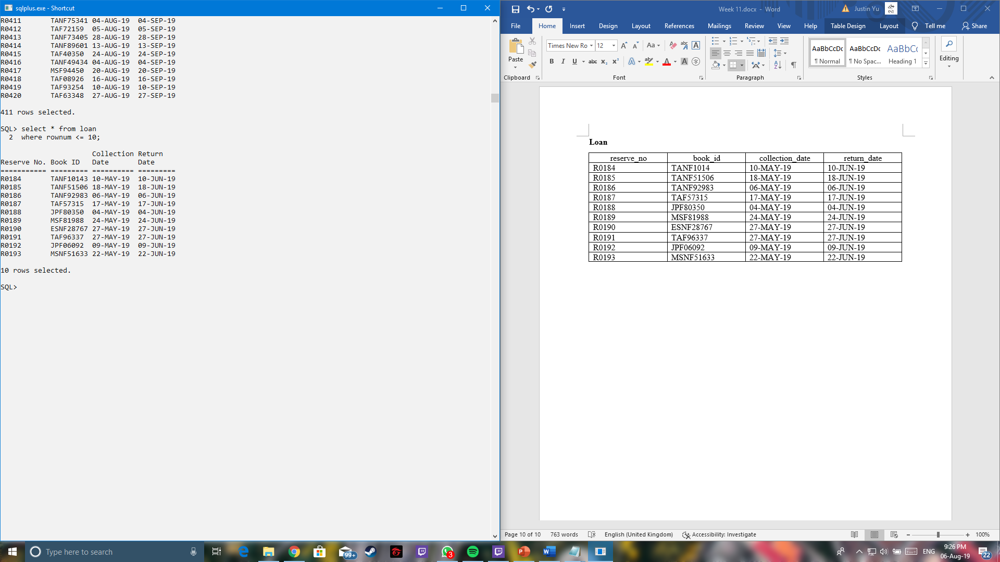 sqlplus.exe - Shortcut
R0411 TANF75341 04-AUG-19 04-SEP-19
R0412 TAF72159 05-AUG-19 05-SEP-19
R0413 TANF73405 28-AUG-19 28-SEP-19
R0414 TANF89601 13-AUG-19 13-SEP-19
R0415 TAF40350 24-AUG-19 24-SEP-19
R0416 TANF49434 04-AUG-19 04-SEP-19
R0417 MSF94450 20-AUG-19 20-SEP-19
R0418 TAF08926 16-AUG-19 16-SEP-19
R0419 TAF93254 10-AUG-19 10-SEP-19
R0420 TAF63348 27-AUG-19 27-SEP-19
411 rows selected.
SQL> select * from loan
2 where rownum <= 10;
Collection Return
Reserve No. Book ID Date Date
=========== ========= ========== =========
R0184 TANF10143 10-MAY-19 10-JUN-19
R0185 TANF51506 18-MAY-19 18-JUN-19
R0186 TANF92983 06-MAY-19 06-JUN-19
R0187 TAF57315 17-MAY-19 17-JUN-19
R0188 JPF80350 04-MAY-19 04-JUN-19
R0189 MSF81988 24-MAY-19 24-JUN-19
R0190 ESNF28767 27-MAY-19 27-JUN-19
R0191 TAF96337 27-MAY-19 27-JUN-19
R0192 JPF06092 09-MAY-19 09-JUN-19
R0193 MSNF51633 22-MAY-19 22-JUN-19
10 rows selected.
SQL>
Week 11.docx - Word
Justin Yu
File Home Insert Design Layout References Mailings Review View Help Table Design Layout Tell me Share
Times New Ro 12 Aa
Paste
B I U abc x₂ x²
AaBbCcDc AaBbCcDc AaBbCc
¶ Normal ¶ No Spac... Heading 1
Editing
Clipboard Font Paragraph Styles
Loan
reserve_no book_id collection_date return_date
R0184 TANF1014 10-MAY-19 10-JUN-19
R0185 TANF51506 18-MAY-19 18-JUN-19
R0186 TANF92983 06-MAY-19 06-JUN-19
R0187 TAF57315 17-MAY-19 17-JUN-19
R0188 JPF80350 04-MAY-19 04-JUN-19
R0189 MSF81988 24-MAY-19 24-JUN-19
R0190 ESNF28767 27-MAY-19 27-JUN-19
R0191 TAF96337 27-MAY-19 27-JUN-19
R0192 JPF06092 09-MAY-19 09-JUN-19
R0193 MSNF51633 22-MAY-19 22-JUN-19
Page 10 of 10 763 words English (United Kingdom) Accessibility: Investigate 100%
Type here to search
99+
3
ENG
9:26 PM
06-Aug-19
22